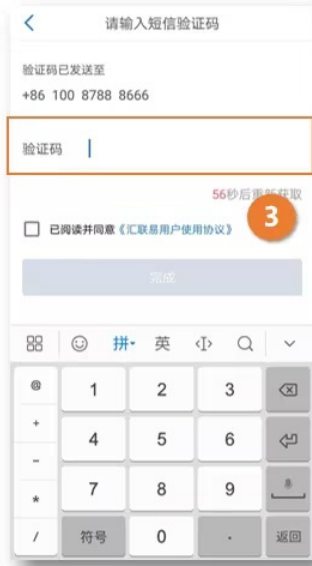 请输入短信验证码
验证码已发送至
+86 100 8788 8666
验证码
56秒后重新获取
3
已阅读并同意《汇联易用户使用协议》
完成
拼 英
@ 1 2 3
+ 4 5 6
-
* 7 8 9
/ 符号 0 . 返回